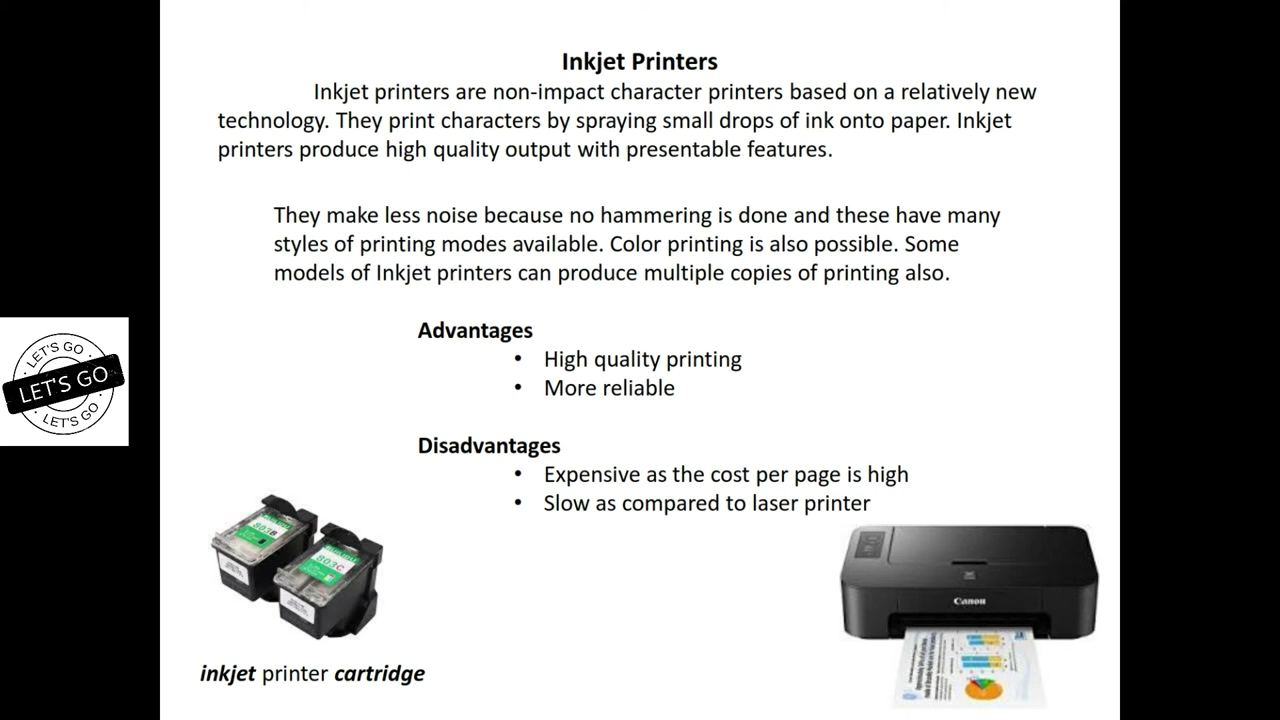 Inkjet Printers
Inkjet printers are non-impact character printers based on a relatively new
technology. They print characters by spraying small drops of ink onto paper. Inkjet
printers produce high quality output with presentable features.
They make less noise because no hammering is done and these have many
styles of printing modes available. Color printing is also possible. Some
models of Inkjet printers can produce multiple copies of printing also.
LET'S GO
LET'S GO
LET'S GO
Advantages
• High quality printing
• More reliable
Disadvantages
• Expensive as the cost per page is high
• Slow as compared to laser printer
803B
803C
Canon
inkjet printer cartridge